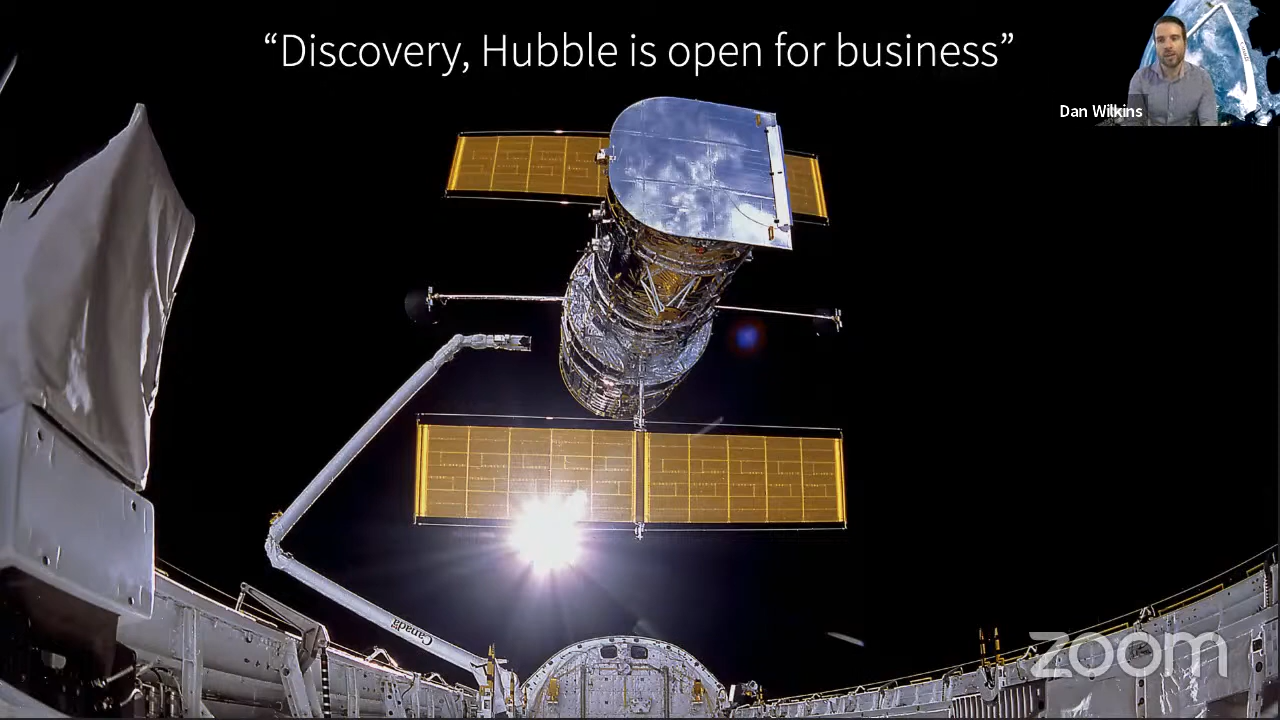 “Discovery, Hubble is open for business”
Dan Wilkins
Canada
zoom